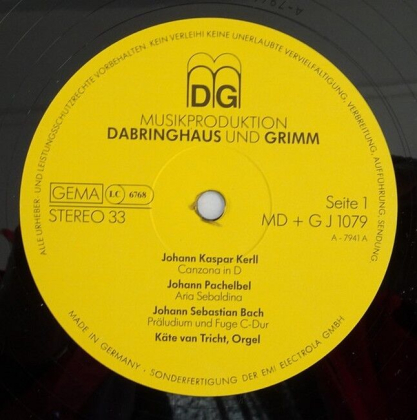 ALLE URHEBER- UND LEISTUNGSSCHUTZRECHTE VORBEHALTEN · KEIN VERLEIH! KEINE UNERLAUBTE VERVIELFÄLTIGUNG, VERBREITUNG, AUFFÜHRUNG, SENDUNG
DG
MUSIKPRODUKTION
DABRINGHAUS UND GRIMM
GEMA LC 6768
STEREO 33
Seite 1
MD + G J 1079
A - 7941 A
Johann Kaspar Kerll
Canzona in D
Johann Pachelbel
Aria Sebaldina
Johann Sebastian Bach
Präludium und Fuge C-Dur
Käte van Tricht, Orgel
MADE IN GERMANY · SONDERFERTIGUNG DER EMI ELECTROLA GMBH